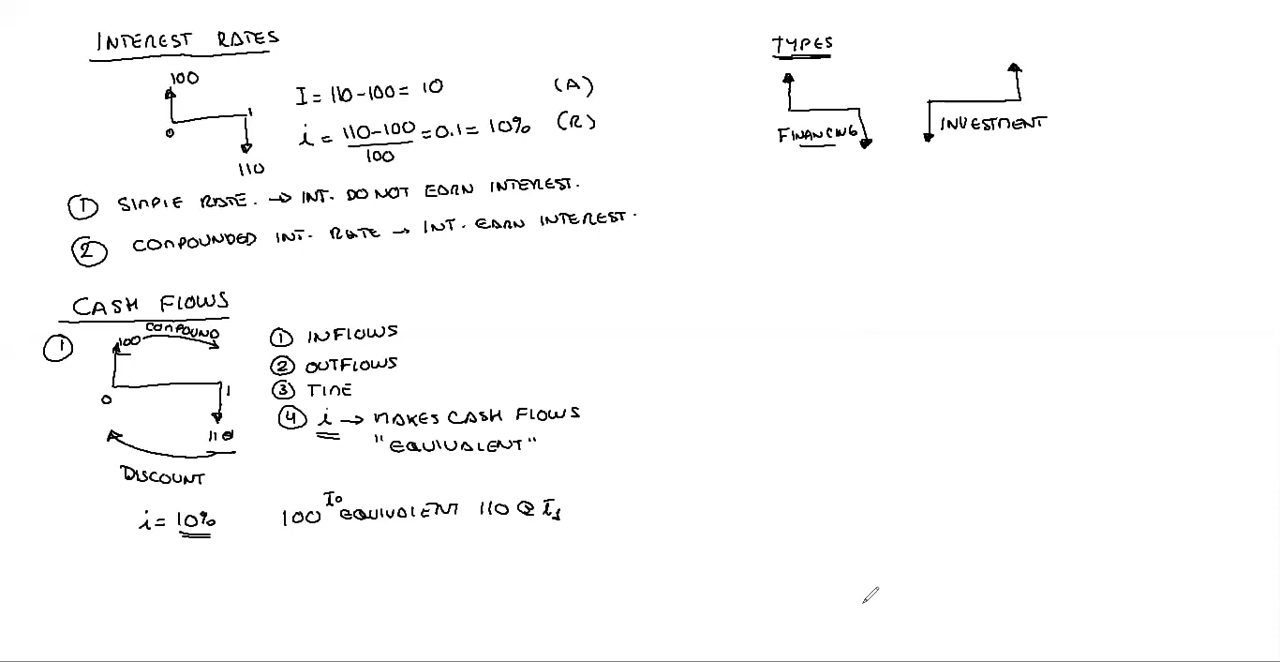 INTEREST RATES
100
I = 110-100 = 10 (A)
0 1
i = 110-100 / 100 = 0.1 = 10% (R)
110
① SIMPLE RATE. → INT. DO NOT EARN INTEREST.
② COMPOUNDED INT. RATE → INT. EARN INTEREST.
CASH FLOWS
①
COMPOUND
100
0 1
110
DISCOUNT
i = 10%
① INFLOWS
② OUTFLOWS
③ TIME
④ i → MAKES CASH FLOWS
"EQUIVALENT"
100 I₀ EQUIVALENT 110 @ I₁
TYPES
FINANCING
INVESTMENT